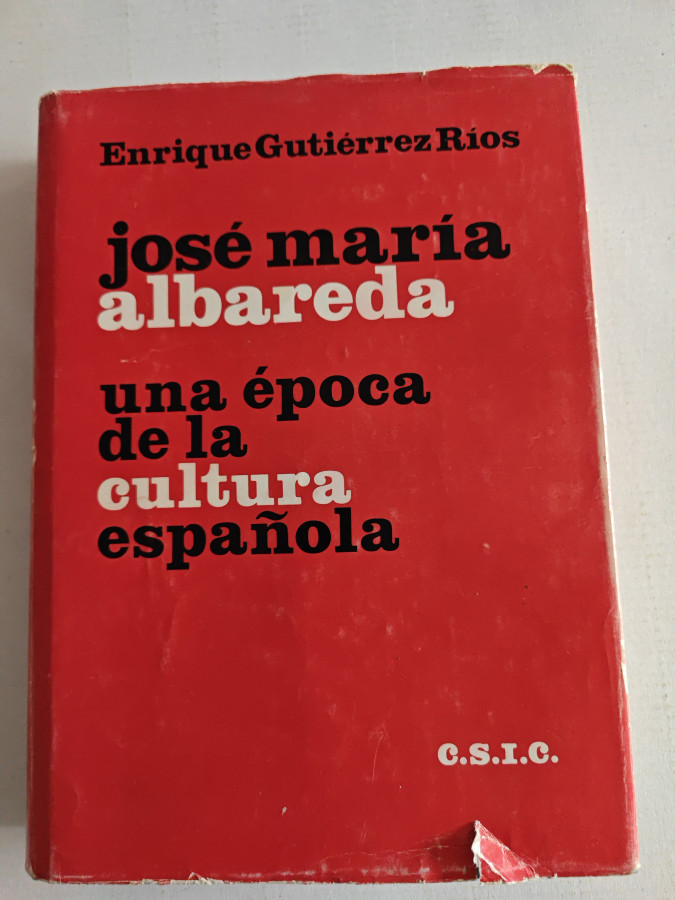 Enrique Gutiérrez Ríos
josé maría
albareda
una época
de la
cultura
española
C.S.I.C.